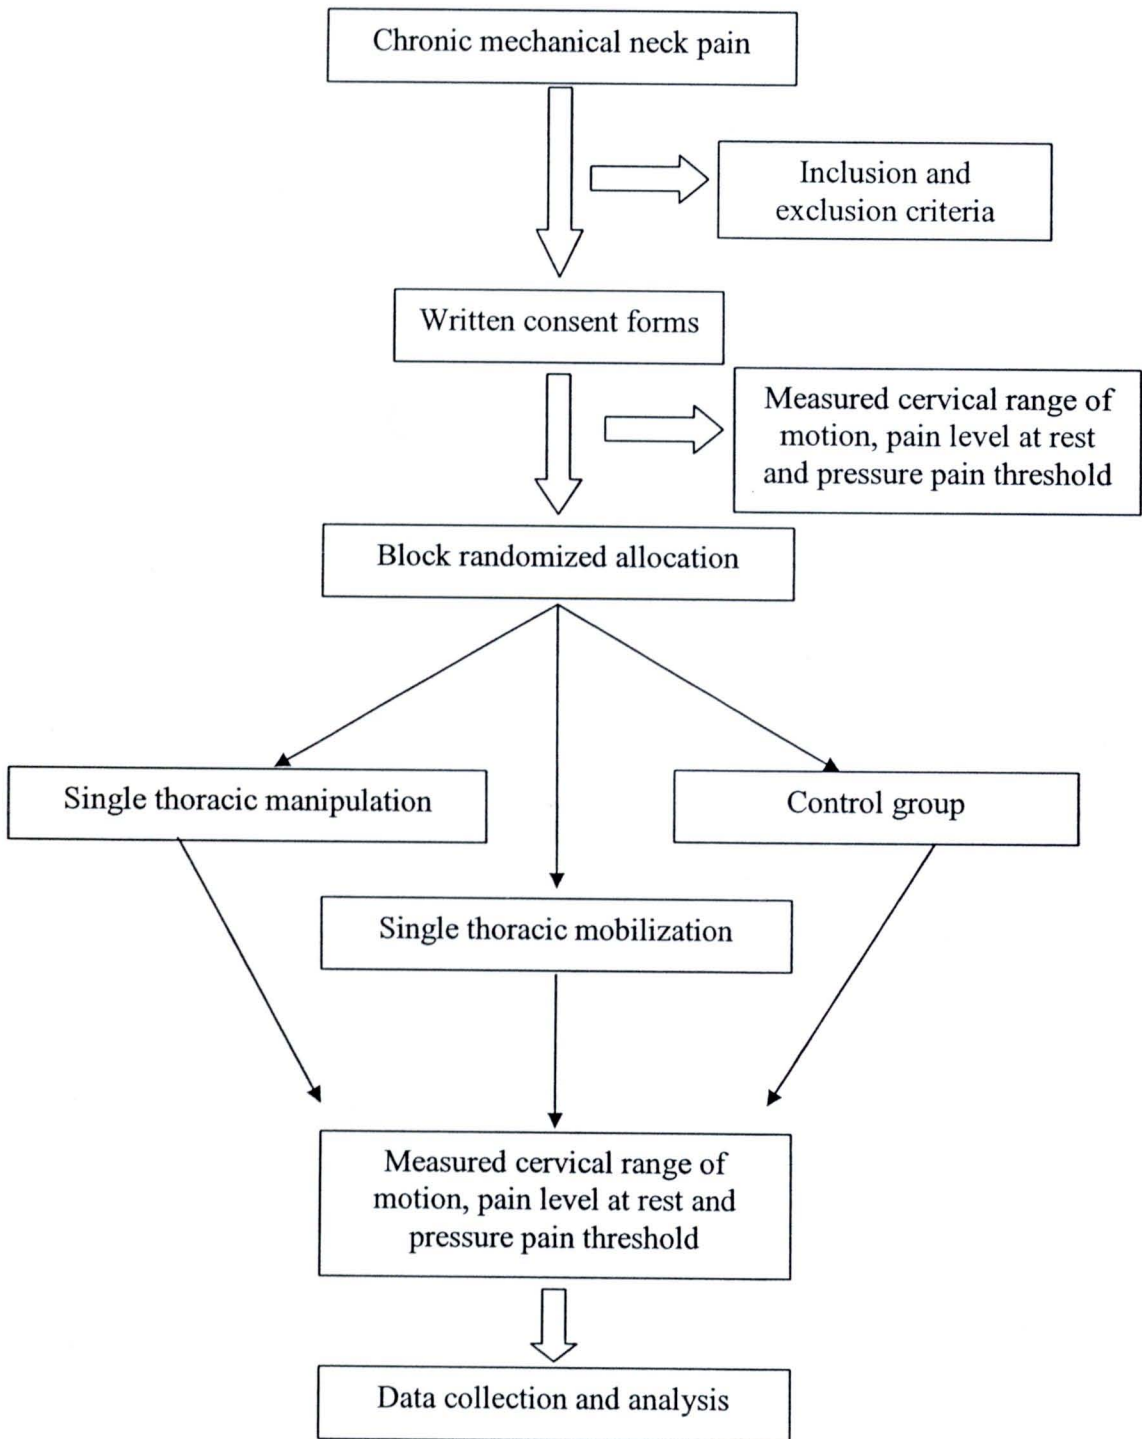 Chronic mechanical neck pain
Inclusion and
exclusion criteria
Written consent forms
Measured cervical range of
motion, pain level at rest
and pressure pain threshold
Block randomized allocation
Single thoracic manipulation
Control group
Single thoracic mobilization
Measured cervical range of
motion, pain level at rest and
pressure pain threshold
Data collection and analysis